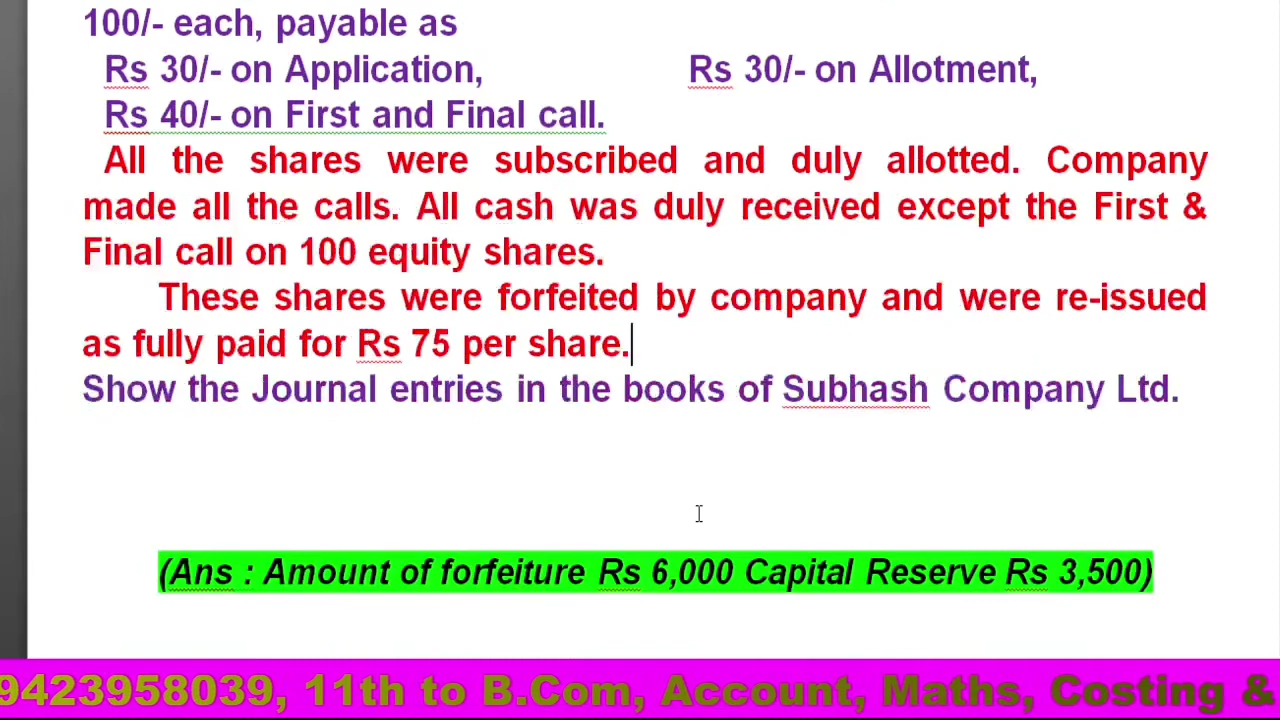 100/- each, payable as
Rs 30/- on Application, Rs 30/- on Allotment,
Rs 40/- on First and Final call.
All the shares were subscribed and duly allotted. Company
made all the calls. All cash was duly received except the First &
Final call on 100 equity shares.
These shares were forfeited by company and were re-issued
as fully paid for Rs 75 per share.
Show the Journal entries in the books of Subhash Company Ltd.
(Ans : Amount of forfeiture Rs 6,000 Capital Reserve Rs 3,500)
9423958039, 11th to B.Com, Account, Maths, Costing &